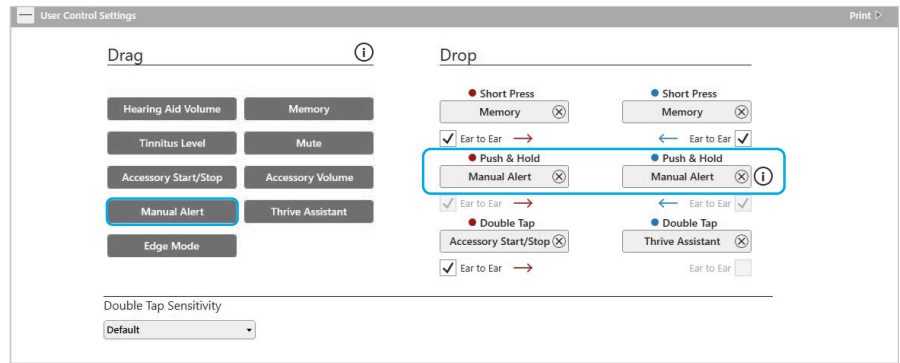 User Control Settings Print
Drag
Drop
Hearing Aid Volume Memory
Tinnitus Level Mute
Accessory Start/Stop Accessory Volume
Manual Alert Thrive Assistant
Edge Mode
Short Press Short Press
Memory Memory
Ear to Ear Ear to Ear
Push & Hold Push & Hold
Manual Alert Manual Alert
Ear to Ear Ear to Ear
Double Tap Double Tap
Accessory Start/Stop Thrive Assistant
Ear to Ear Ear to Ear
Double Tap Sensitivity
Default